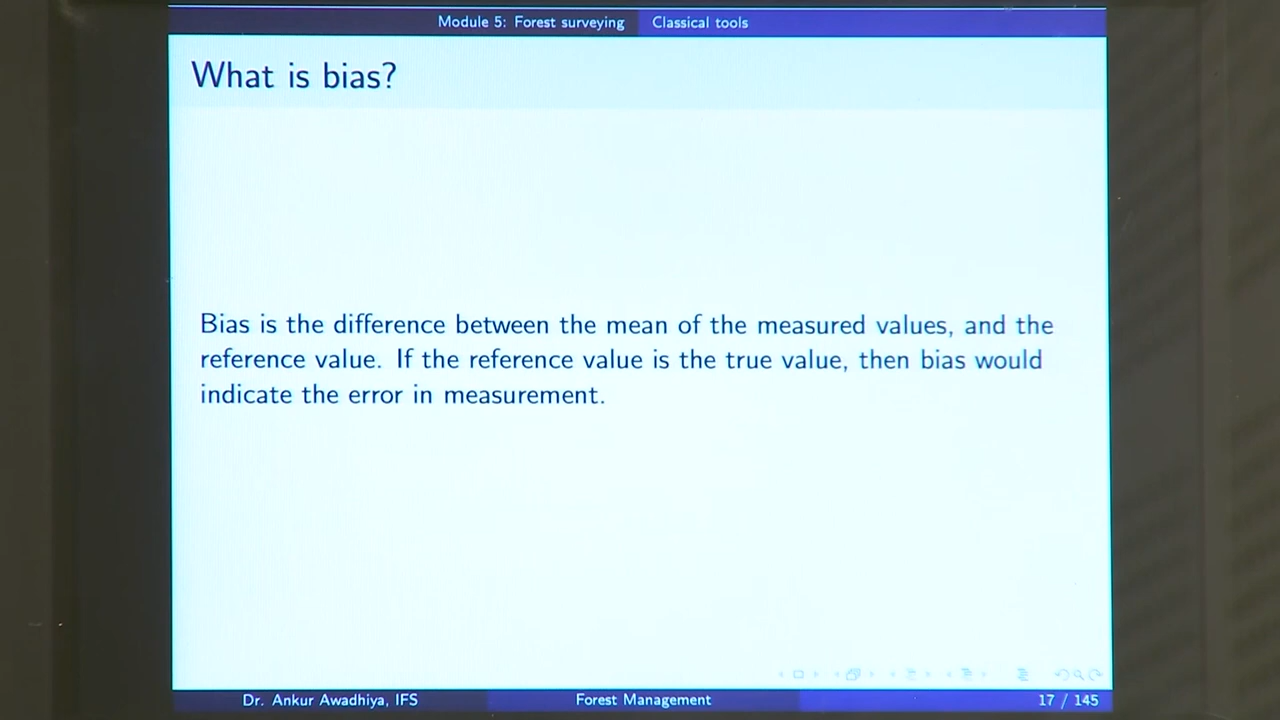 Module 5: Forest surveying Classical tools
What is bias?
Bias is the difference between the mean of the measured values, and the
reference value. If the reference value is the true value, then bias would
indicate the error in measurement.
Dr. Ankur Awadhiya, IFS Forest Management 17 / 145